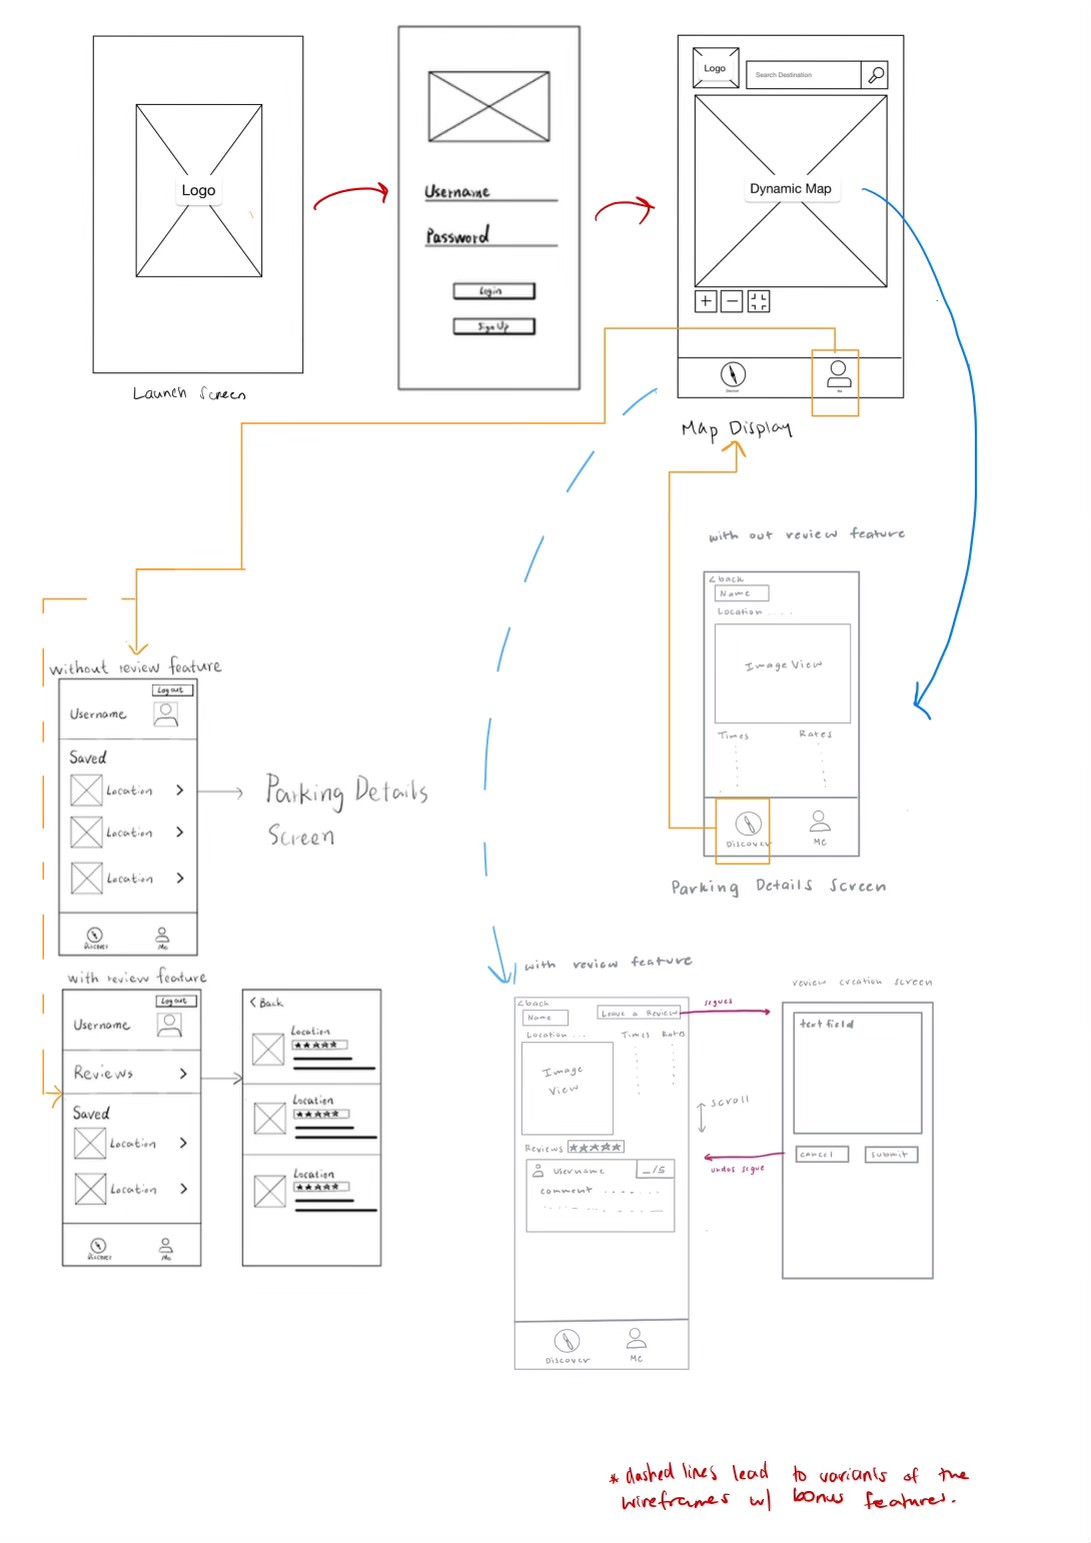 Logo
Launch Screen
Username
Password
Login
Sign Up
Logo
Search Destination
Dynamic Map
Discover
Me
Map Display
with out review feature
< back
Name
Location ....
Image View
Times
Rates
Discover
Me
Parking Details Screen
without review feature
Logout
Username
Saved
Location
Location
Location
Discover
Me
Parking Details
Screen
with review feature
Logout
Username
Reviews
Saved
Location
Location
Discover
Me
< Back
Location
★★★★★
Location
★★★★★
Location
★★★★★
with review feature
< back
Name
Leave a Review
Location ...
Times
Rates
Image
View
scroll
Reviews ★★★★★
Username
_/5
comment
Discover
Me
segues
undos segue
review creation screen
text field
cancel
submit
* dashed lines lead to variants of the
wireframes w/ bonus features.